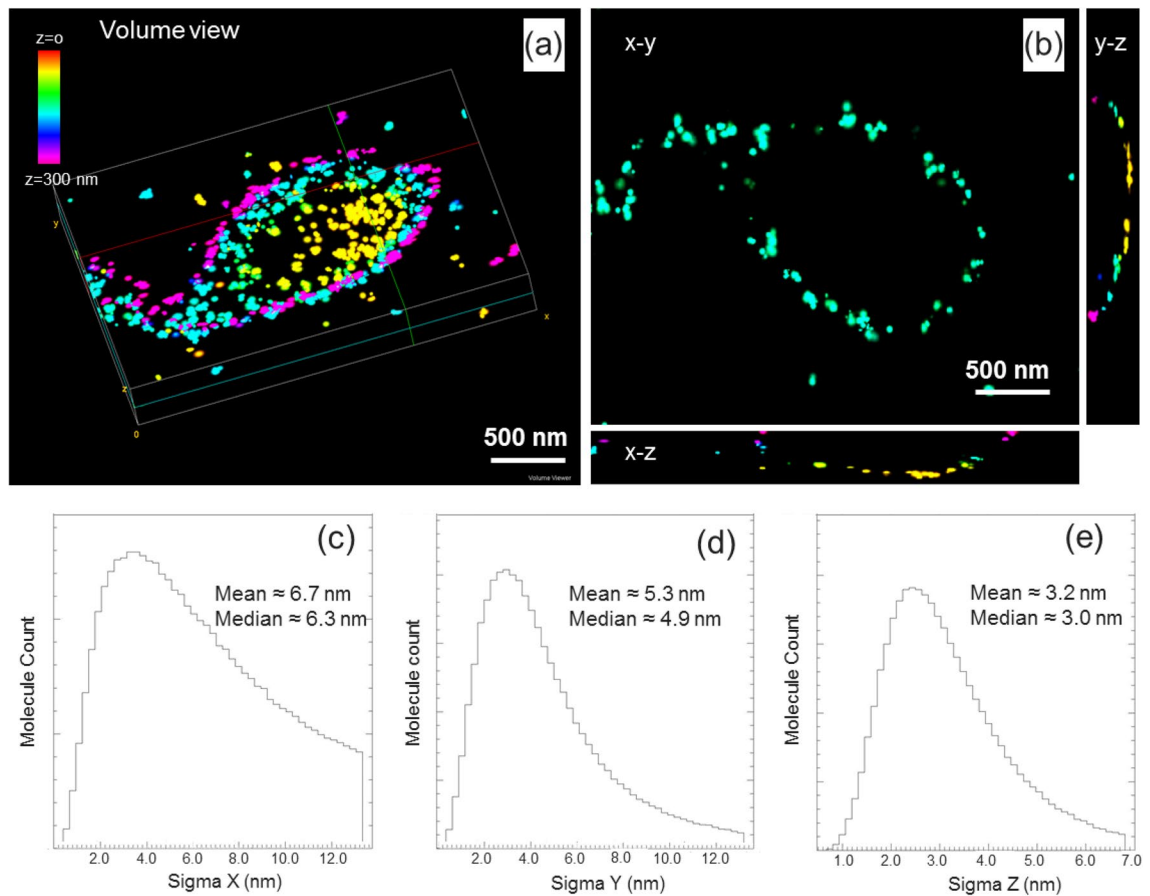 Volume view
(a)
z=o
z=300 nm
y
x
z
0
500 nm
Volume Viewer
x-y
(b)
y-z
500 nm
x-z
(c)
Mean ≈ 6.7 nm
Median ≈ 6.3 nm
Molecule Count
2.0 4.0 6.0 8.0 10.0 12.0
Sigma X (nm)
(d)
Mean ≈ 5.3 nm
Median ≈ 4.9 nm
Molecule count
2.0 4.0 6.0 8.0 10.0 12.0
Sigma Y (nm)
(e)
Mean ≈ 3.2 nm
Median ≈ 3.0 nm
Molecule Count
1.0 2.0 3.0 4.0 5.0 6.0 7.0
Sigma Z (nm)